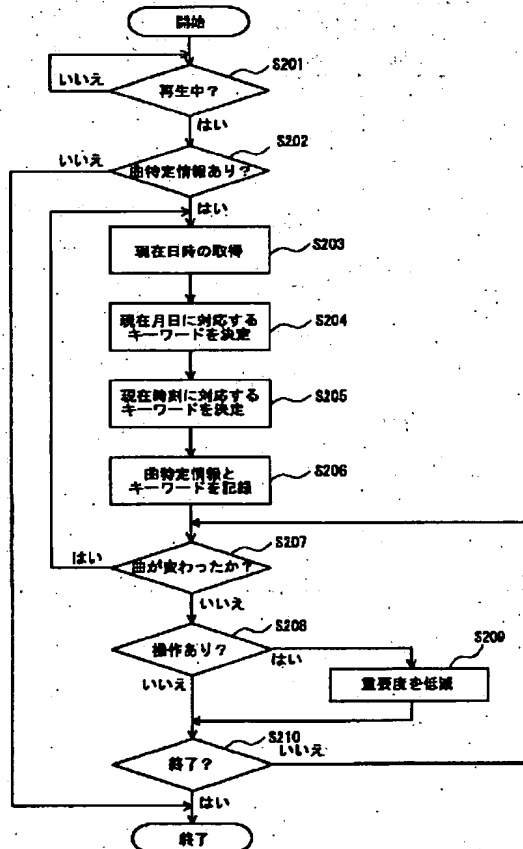 開始
S201
再生中?
いいえ
はい
S202
いいえ
曲特定情報あり?
はい
現在日時の取得
S203
現在月日に対応する
キーワードを決定
S204
現在時刻に対応する
キーワードを決定
S205
曲特定情報と
キーワードを記録
S206
S207
はい
曲が変わったか?
いいえ
S208
操作あり?
はい
S209
重要度を低減
いいえ
S210
いいえ
終了?
はい
終了